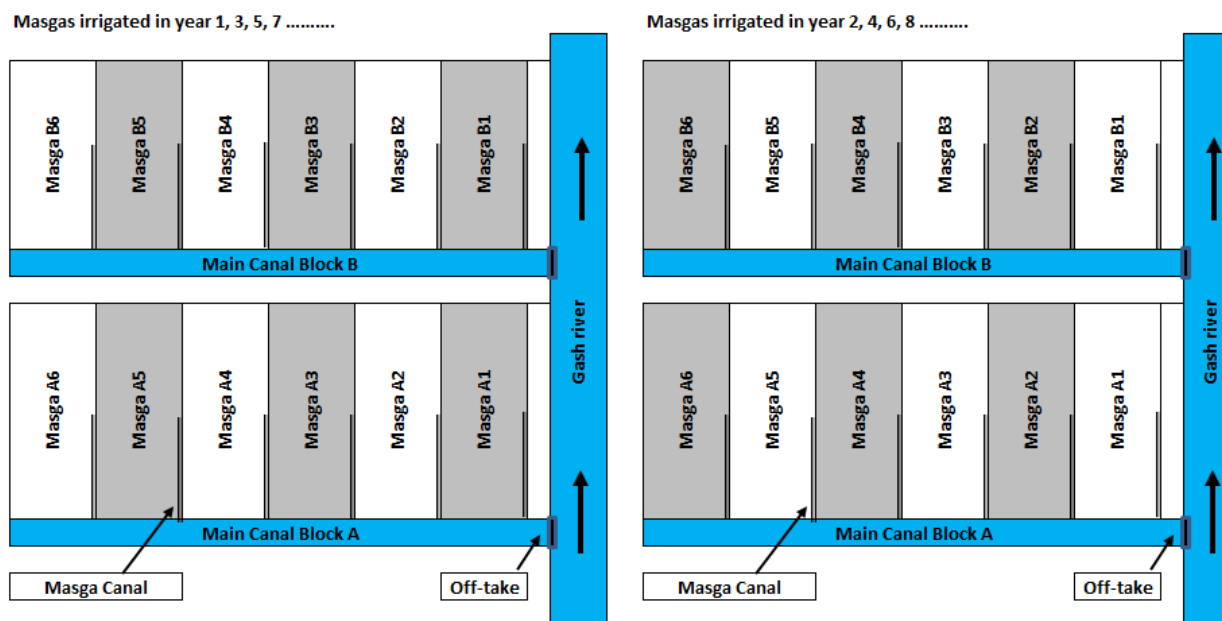 Masgas irrigated in year 1, 3, 5, 7 ..........
Masga B6
Masga B5
Masga B4
Masga B3
Masga B2
Masga B1
Main Canal Block B
Masga A6
Masga A5
Masga A4
Masga A3
Masga A2
Masga A1
Main Canal Block A
Gash river
Masga Canal
Off-take
Masgas irrigated in year 2, 4, 6, 8 ..........
Masga B6
Masga B5
Masga B4
Masga B3
Masga B2
Masga B1
Main Canal Block B
Masga A6
Masga A5
Masga A4
Masga A3
Masga A2
Masga A1
Main Canal Block A
Gash river
Masga Canal
Off-take